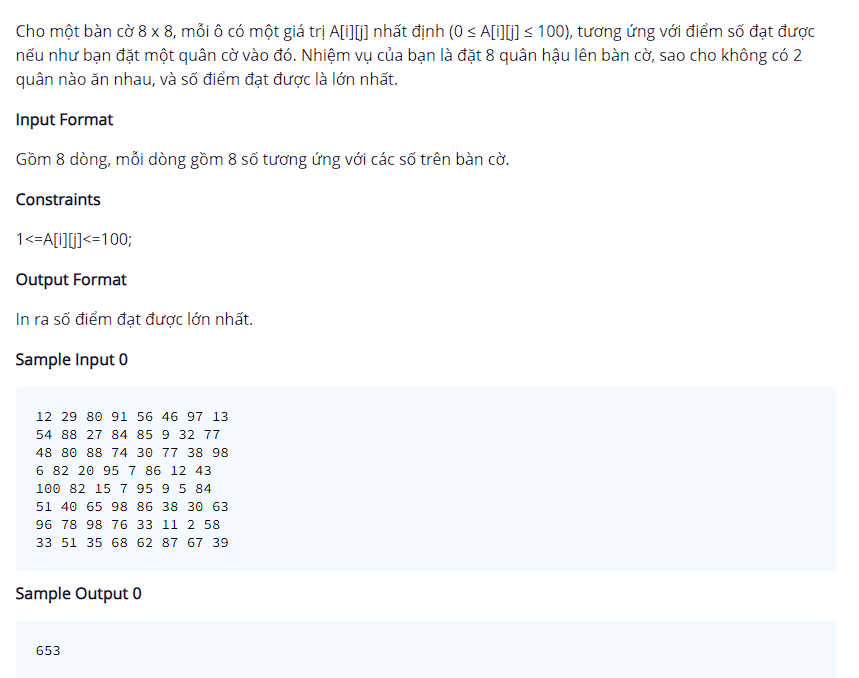 Cho một bàn cờ 8 x 8, mỗi ô có một giá trị A[i][j] nhất định (0 ≤ A[i][j] ≤ 100), tương ứng với điểm số đạt được
nếu như bạn đặt một quân cờ vào đó. Nhiệm vụ của bạn là đặt 8 quân hậu lên bàn cờ, sao cho không có 2
quân nào ăn nhau, và số điểm đạt được là lớn nhất.
Input Format
Gồm 8 dòng, mỗi dòng gồm 8 số tương ứng với các số trên bàn cờ.
Constraints
1<=A[i][j]<=100;
Output Format
In ra số điểm đạt được lớn nhất.
Sample Input 0
12 29 80 91 56 46 97 13
54 88 27 84 85 9 32 77
48 80 88 74 30 77 38 98
6 82 20 95 7 86 12 43
100 82 15 7 95 9 5 84
51 40 65 98 86 38 30 63
96 78 98 76 33 11 2 58
33 51 35 68 62 87 67 39
Sample Output 0
653